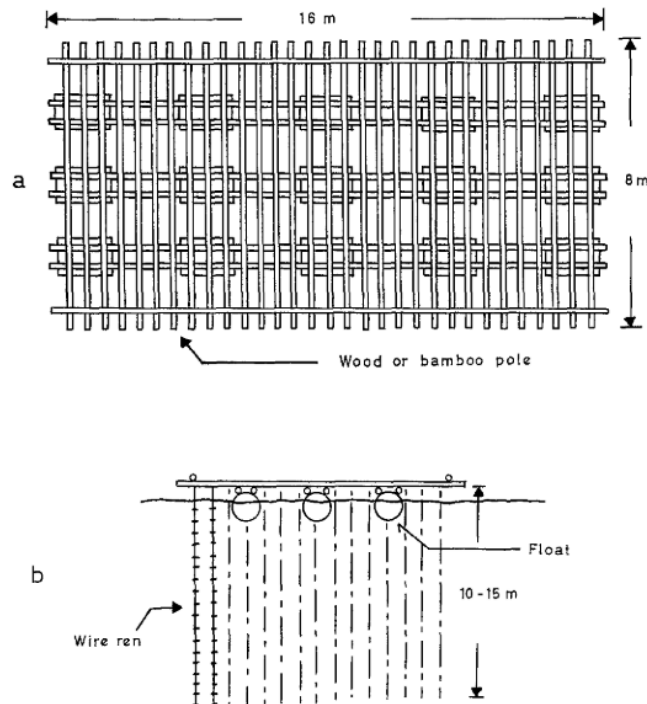 16 m
a
8 m
Wood or bamboo pole
b
Float
10-15 m
Wire ren